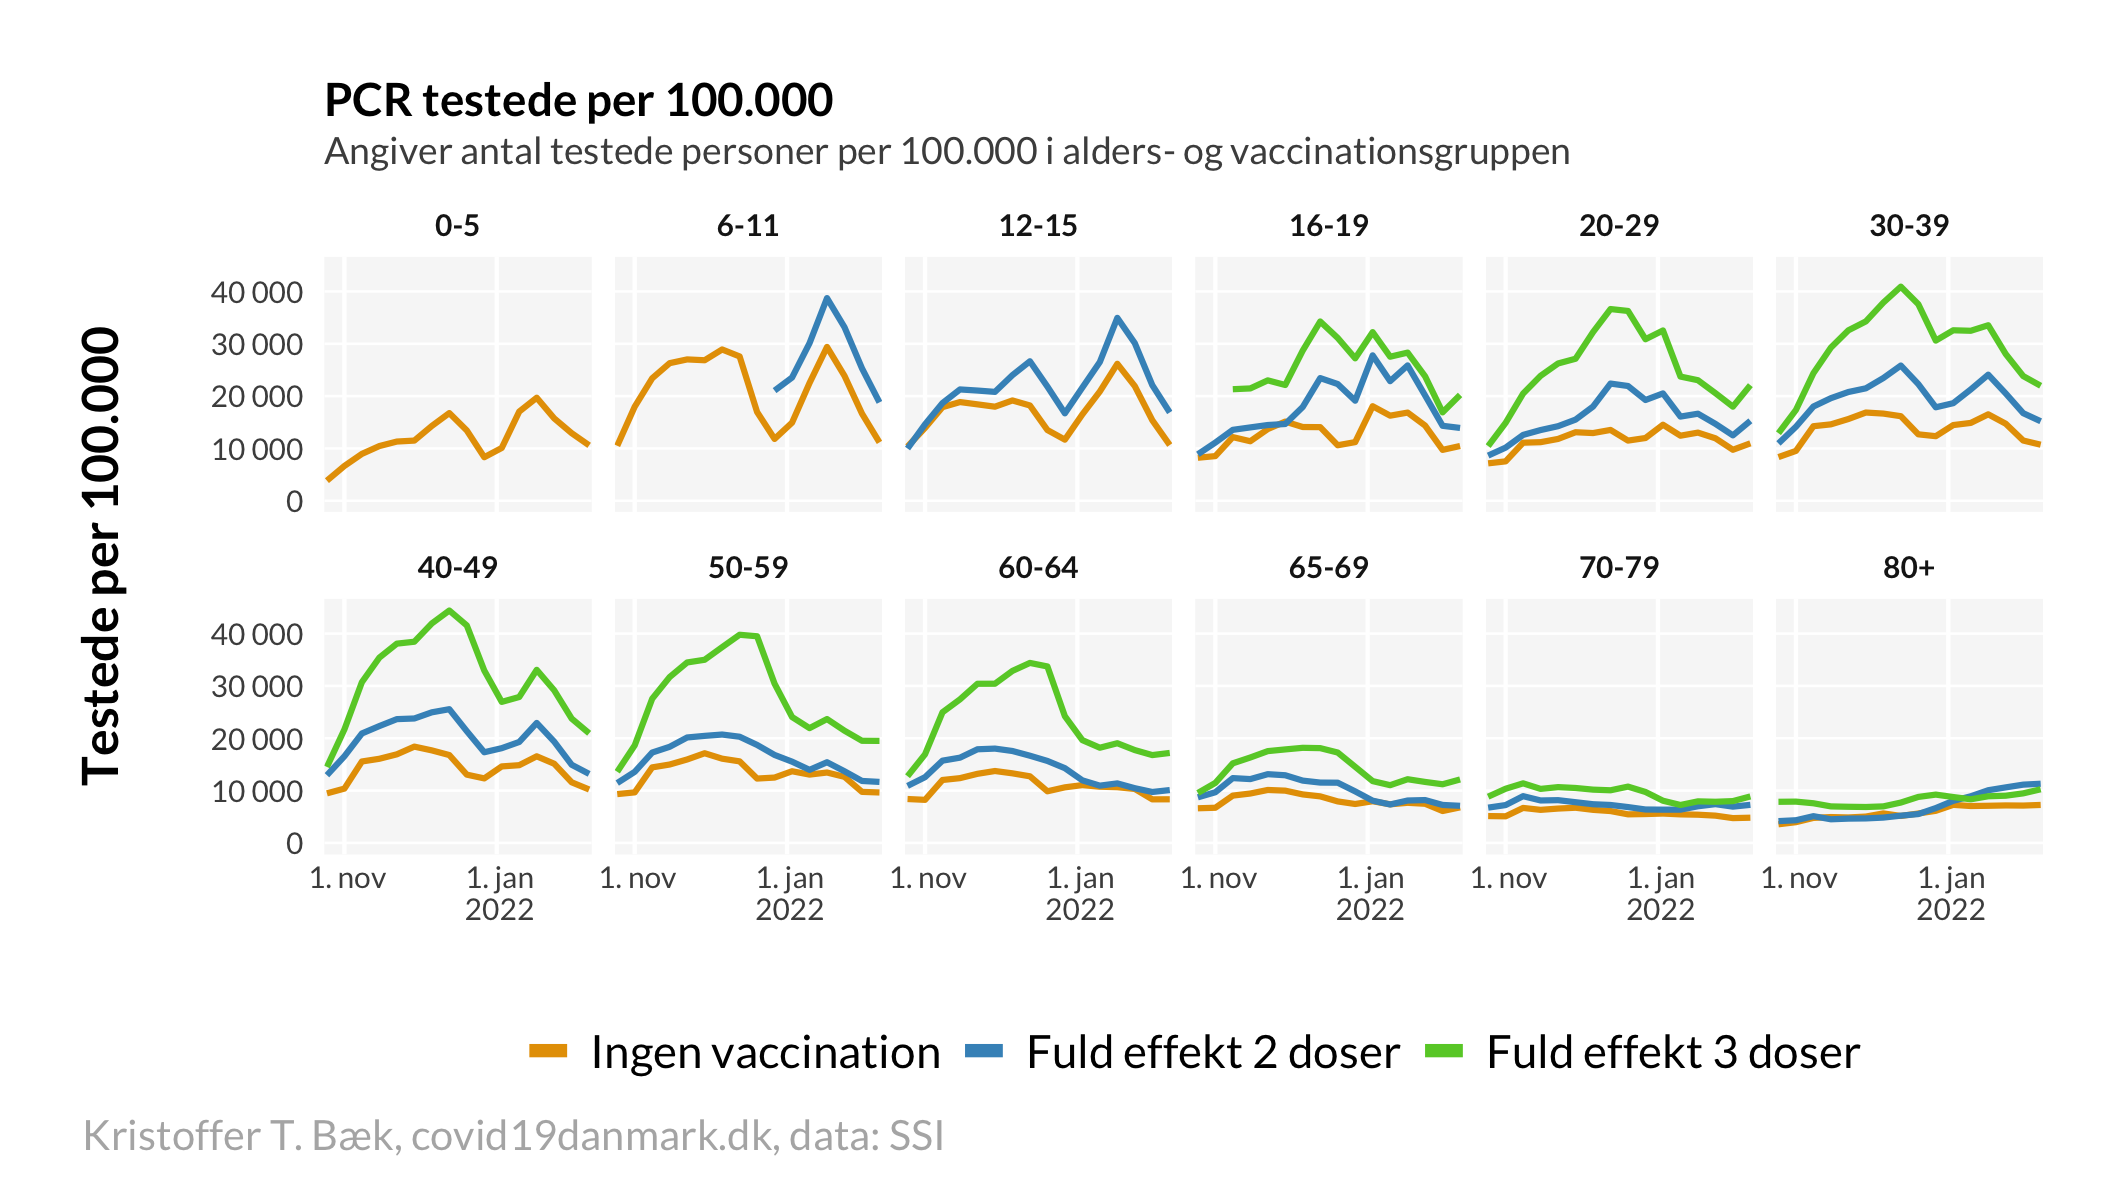 PCR testede per 100.000
Angiver antal testede personer per 100.000 i alders- og vaccinationsgruppen
Testede per 100.000
0-5
6-11
12-15
16-19
20-29
30-39
40 000
30 000
20 000
10 000
0
40-49
50-59
60-64
65-69
70-79
80+
40 000
30 000
20 000
10 000
0
1. nov
1. jan
2022
1. nov
1. jan
2022
1. nov
1. jan
2022
1. nov
1. jan
2022
1. nov
1. jan
2022
1. nov
1. jan
2022
Ingen vaccination
Fuld effekt 2 doser
Fuld effekt 3 doser
Kristoffer T. Bæk, covid19danmark.dk, data: SSI